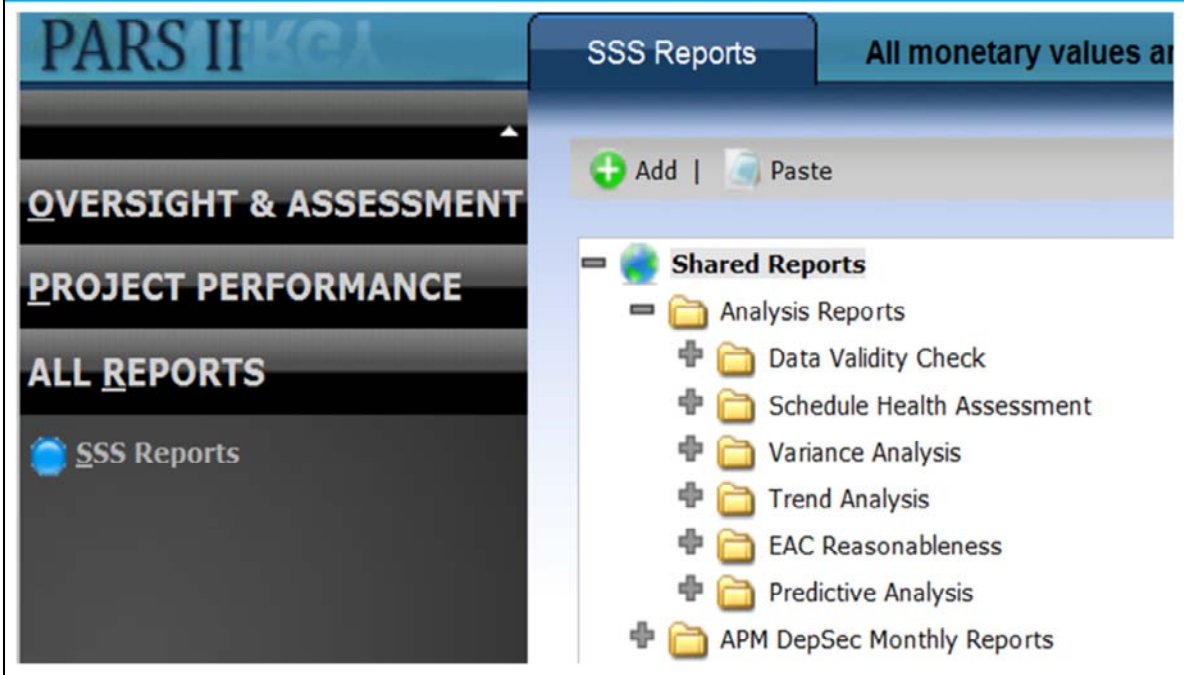 PARS II
SSS Reports
All monetary values ar
Add | Paste
OVERSIGHT & ASSESSMENT
PROJECT PERFORMANCE
ALL REPORTS
SSS Reports
Shared Reports
Analysis Reports
Data Validity Check
Schedule Health Assessment
Variance Analysis
Trend Analysis
EAC Reasonableness
Predictive Analysis
APM DepSec Monthly Reports